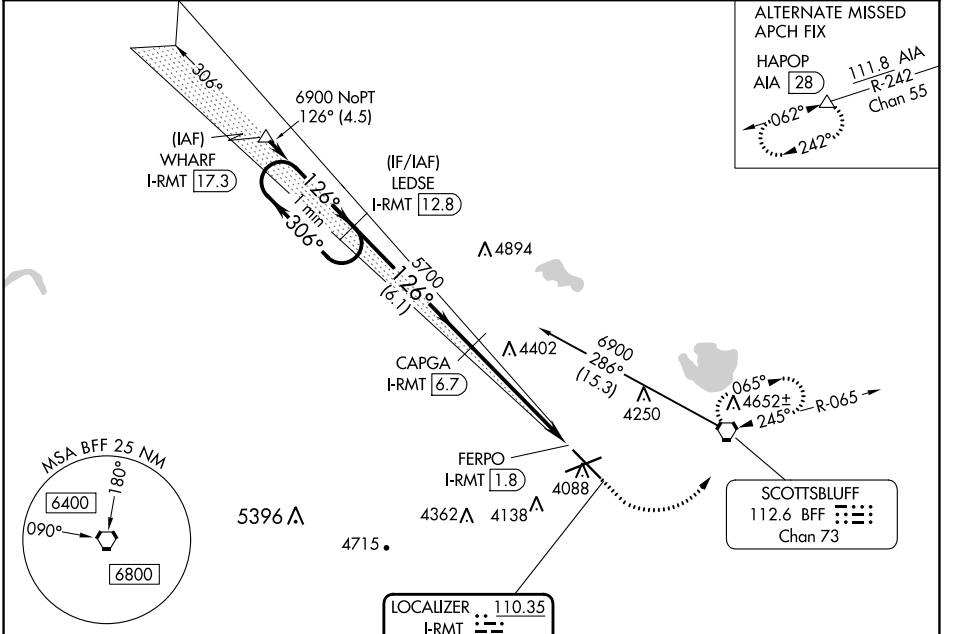 ALTERNATE MISSED
APCH FIX
HAPOP
AIA 28
111.8 AIA
R-242
Chan 55
062°
242°
306°
6900 NoPT
126° (4.5)
(IAF)
WHARF
I-RMT 17.3
(IF/IAF)
LEDSE
I-RMT 12.8
126°
1 min
306°
4894
5700
126°
(6.1)
CAPGA
I-RMT 6.7
4402
6900
286°
(15.3)
4250
065°
4652±
245°
R-065
FERPO
I-RMT 1.8
4088
4138
4362
5396
4715
SCOTTSBLUFF
112.6 BFF
Chan 73
MSA BFF 25 NM
180°
6400
090°
6800
LOCALIZER 110.35
I-RMT